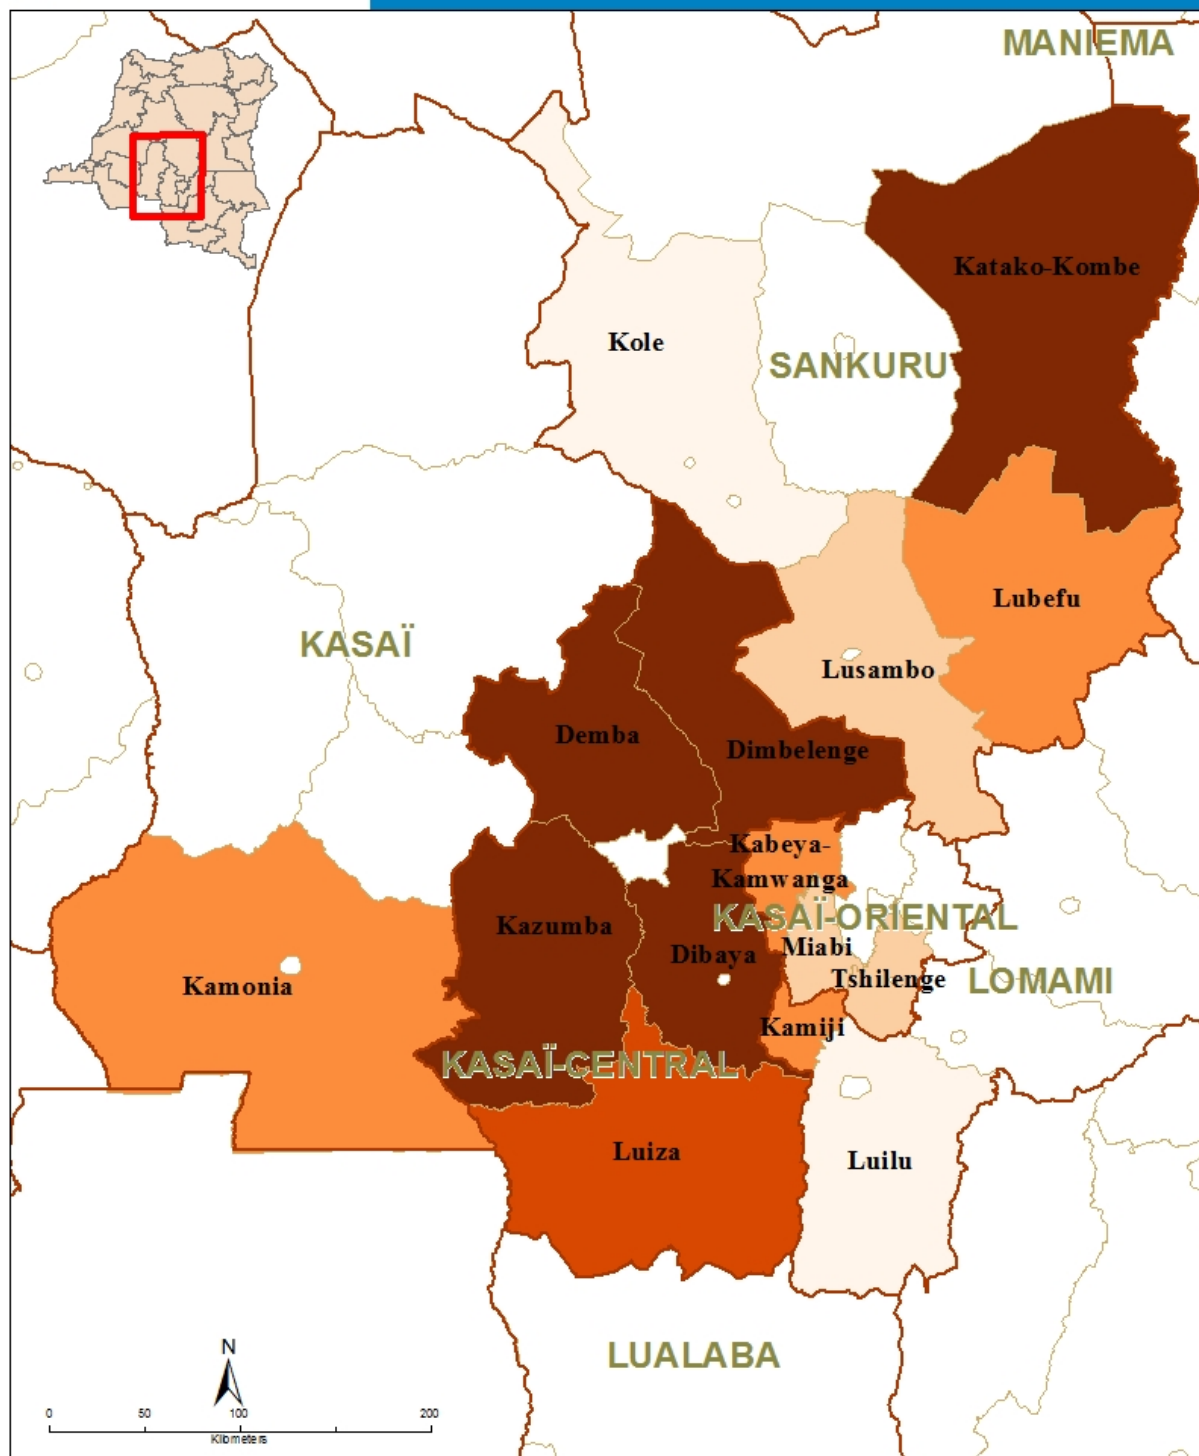 MANIEMA
Katako-Kombe
Kole
SANKURU
Lubefu
KASAÏ
Lusambo
Demba
Dimbelenge
Kabeya-
Kamwanga
KASAÏ-ORIENTAL
Kazumba
Miabi
Dibaya
Tshilenge
LOMAMI
Kamonia
Kamiji
KASAÏ-CENTRAL
Luiza
Luilu
LUALABA
N
0 50 100 200
Kilometers